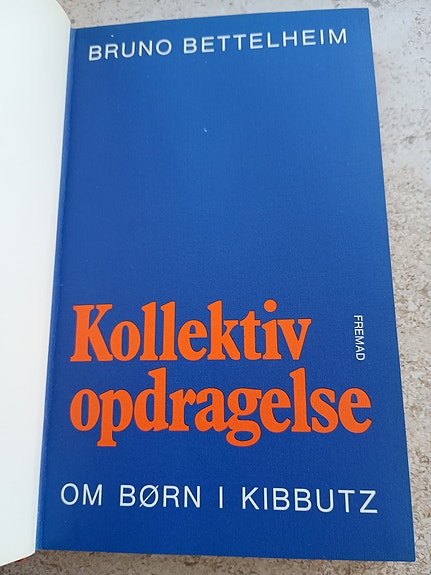 BRUNO BETTELHEIM
Kollektiv
opdragelse
FREMAD
OM BØRN I KIBBUTZ